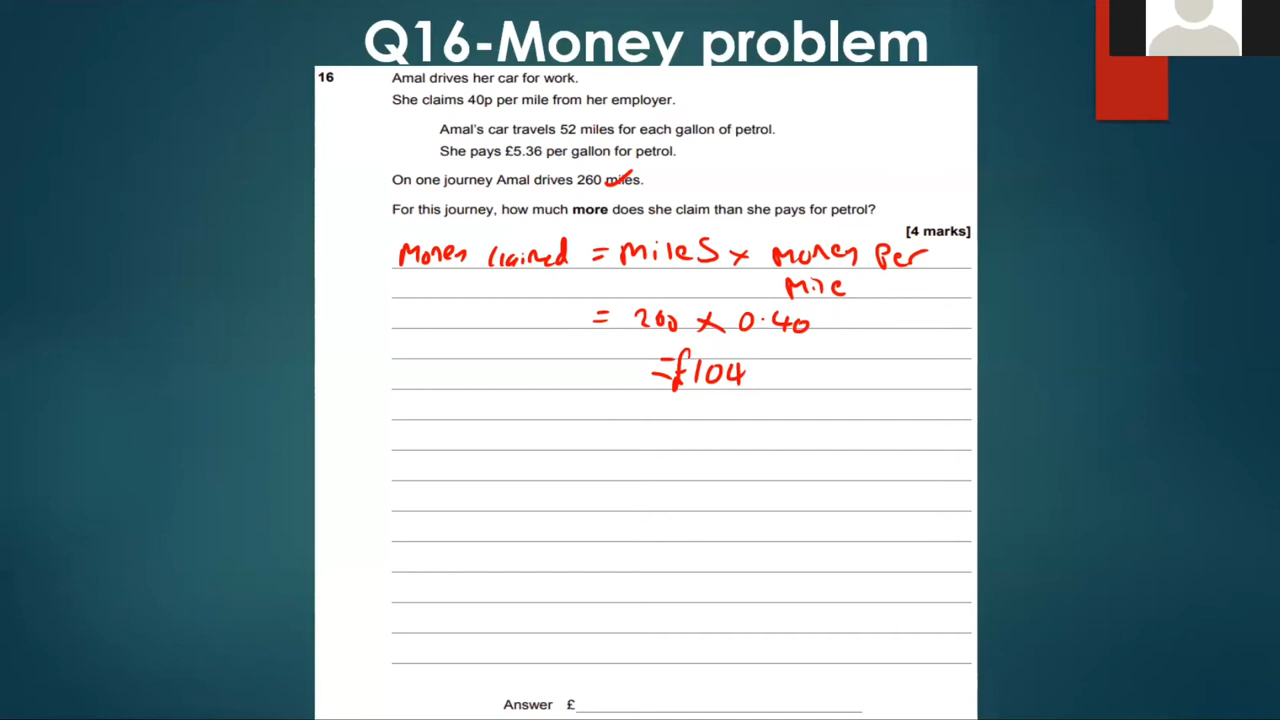 Q16-Money problem
16 Amal drives her car for work.
She claims 40p per mile from her employer.
Amal's car travels 52 miles for each gallon of petrol.
She pays £5.36 per gallon for petrol.
On one journey Amal drives 260 miles.
For this journey, how much more does she claim than she pays for petrol?
[4 marks]
Money claimed = miles × money per
mile
= 260 × 0.40
= £104
Answer £